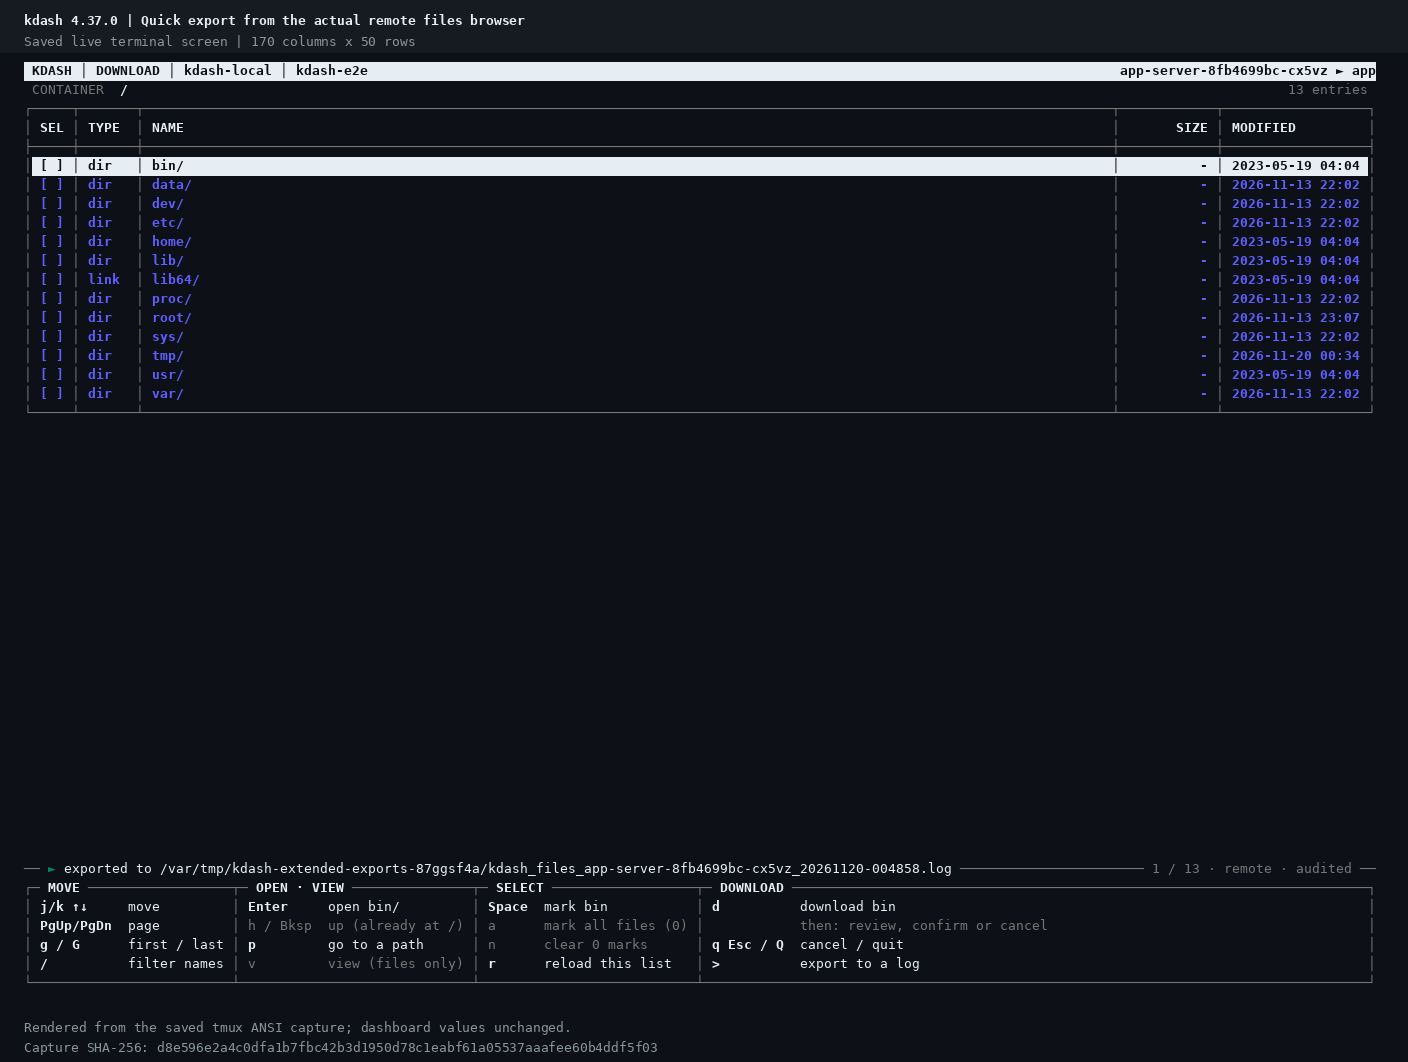 kdash 4.37.0 | Quick export from the actual remote files browser
Saved live terminal screen | 170 columns x 50 rows
KDASH │ DOWNLOAD │ kdash-local │ kdash-e2e app-server-8fb4699bc-cx5vz ► app
CONTAINER / 13 entries
SEL │ TYPE │ NAME │ SIZE │ MODIFIED
[ ] │ dir │ bin/ │ - │ 2023-05-19 04:04
[ ] │ dir │ data/ │ - │ 2026-11-13 22:02
[ ] │ dir │ dev/ │ - │ 2026-11-13 22:02
[ ] │ dir │ etc/ │ - │ 2026-11-13 22:02
[ ] │ dir │ home/ │ - │ 2023-05-19 04:04
[ ] │ dir │ lib/ │ - │ 2023-05-19 04:04
[ ] │ link │ lib64/ │ - │ 2023-05-19 04:04
[ ] │ dir │ proc/ │ - │ 2026-11-13 22:02
[ ] │ dir │ root/ │ - │ 2026-11-13 23:07
[ ] │ dir │ sys/ │ - │ 2026-11-13 22:02
[ ] │ dir │ tmp/ │ - │ 2026-11-20 00:34
[ ] │ dir │ usr/ │ - │ 2023-05-19 04:04
[ ] │ dir │ var/ │ - │ 2026-11-13 22:02
► exported to /var/tmp/kdash-extended-exports-87ggsf4a/kdash_files_app-server-8fb4699bc-cx5vz_20261120-004858.log 1 / 13 · remote · audited
MOVE OPEN · VIEW SELECT DOWNLOAD
j/k ↑↓ move │ Enter open bin/ │ Space mark bin │ d download bin
PgUp/PgDn page │ h / Bksp up (already at /) │ a mark all files (0) │ then: review, confirm or cancel
g / G first / last │ p go to a path │ n clear 0 marks │ q Esc / Q cancel / quit
/ filter names │ v view (files only) │ r reload this list │ > export to a log
Rendered from the saved tmux ANSI capture; dashboard values unchanged.
Capture SHA-256: d8e596e2a4c0dfa1b7fbc42b3d1950d78c1eabf61a05537aaafee60b4ddf5f03